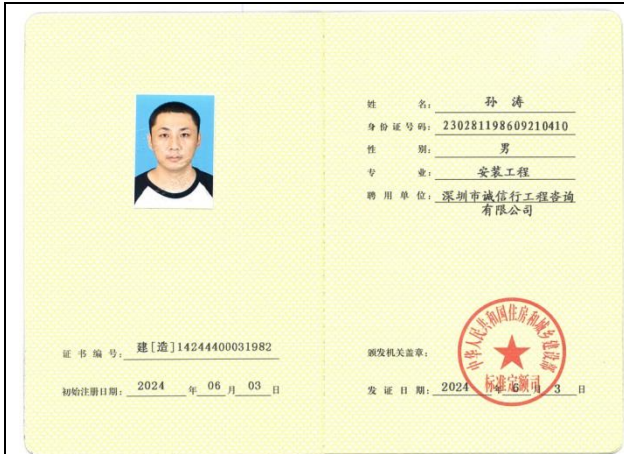 姓 名： 孙 涛
身份证号码： 230281198609210410
性 别： 男
专 业： 安装工程
聘用单位： 深圳市诚信行工程咨询
有限公司
证书编号： 建[造]14244400031982
初始注册日期： 2024 年 06 月 03 日
颁发机关盖章：
中华人民共和国住房和城乡建设部
标准定额司
发证日期： 2024 年 6 月 3 日